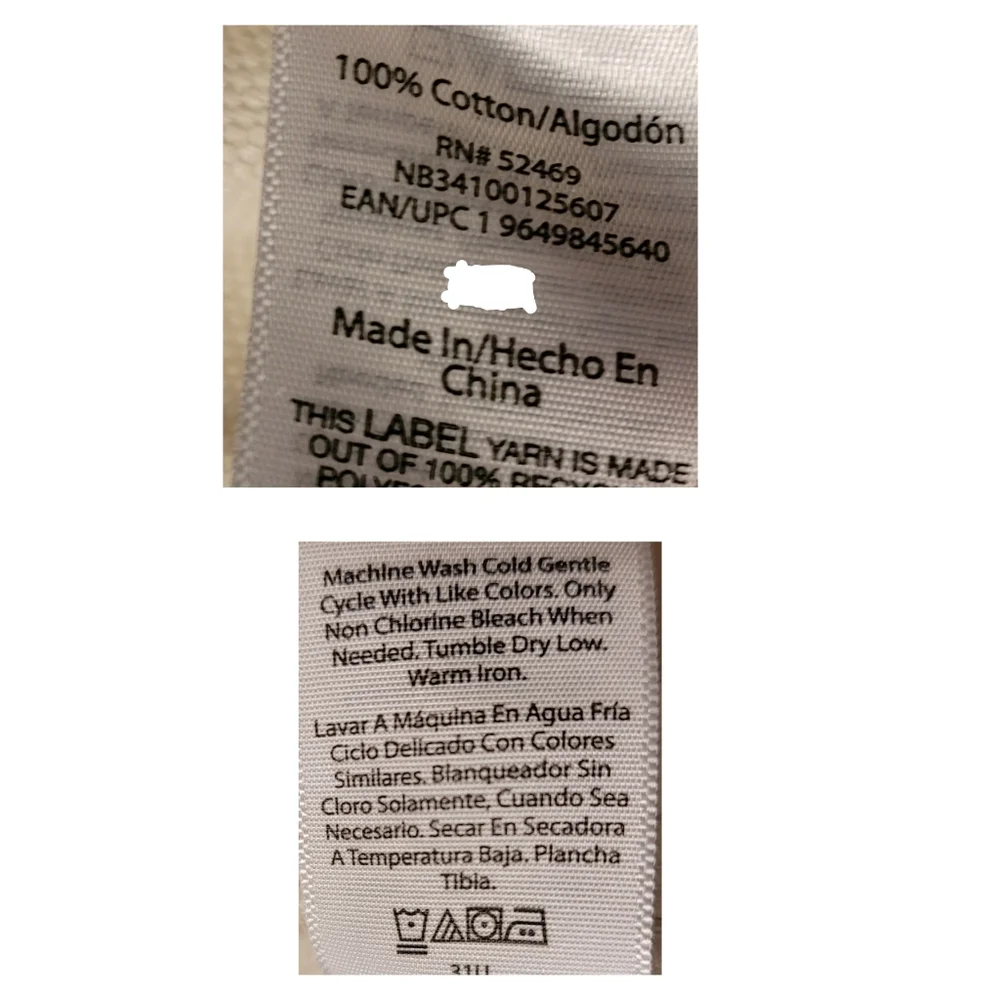 100% Cotton/Algodón
RN# 52469
NB34100125607
EAN/UPC 1 9649845640
Made In/Hecho En
China
THIS LABEL YARN IS MADE
OUT OF 100%
Machine Wash Cold Gentle
Cycle With Like Colors. Only
Non Chlorine Bleach When
Needed. Tumble Dry Low.
Warm Iron.
Lavar A Máquina En Agua Fría
Ciclo Delicado Con Colores
Similares. Blanqueador Sin
Cloro Solamente, Cuando Sea
Necesario. Secar En Secadora
A Temperatura Baja. Plancha
Tibia.